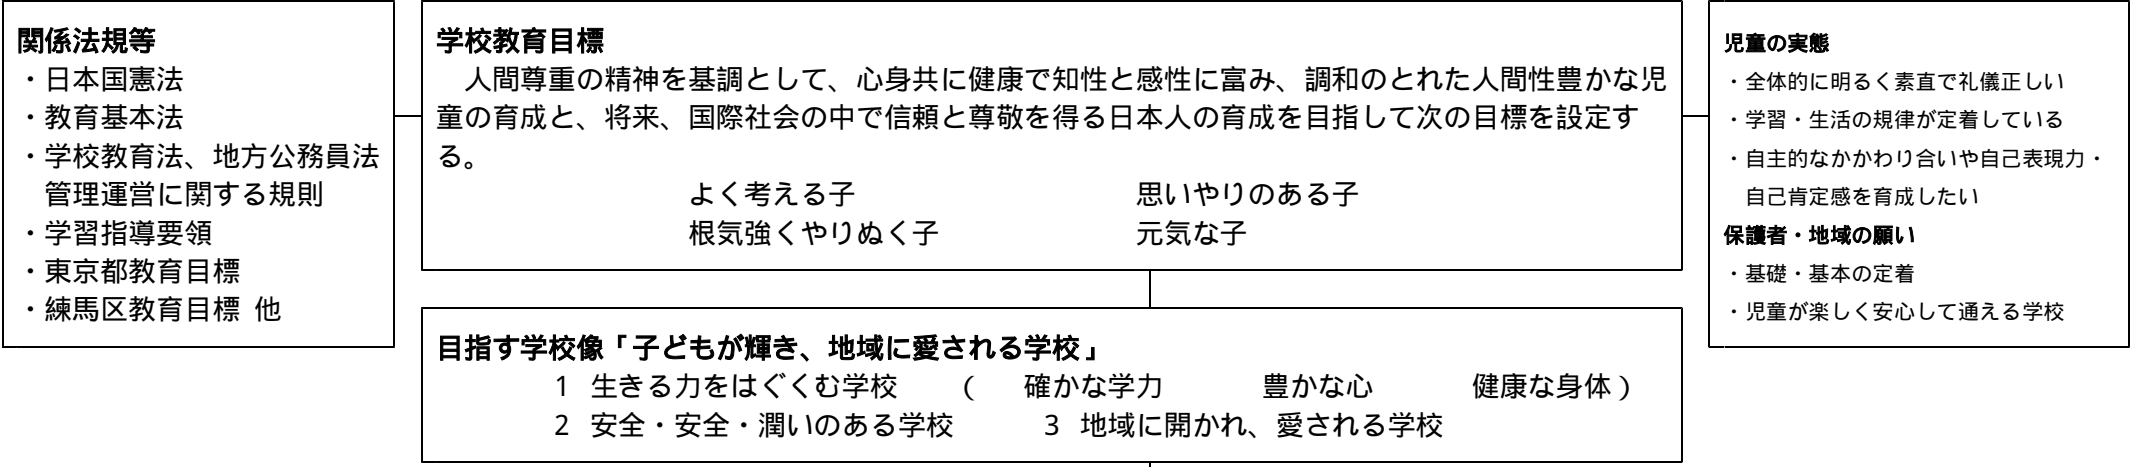 関係法規等
・日本国憲法
・教育基本法
・学校教育法、地方公務員法
管理運営に関する規則
・学習指導要領
・東京都教育目標
・練馬区教育目標 他
学校教育目標
人間尊重の精神を基調として、心身共に健康で知性と感性に富み、調和のとれた人間性豊かな児
童の育成と、将来、国際社会の中で信頼と尊敬を得る日本人の育成を目指して次の目標を設定す
る。
よく考える子 思いやりのある子
根気強くやりぬく子 元気な子
児童の実態
・全体的に明るく素直で礼儀正しい
・学習・生活の規律が定着している
・自主的なかかわり合いや自己表現力・
自己肯定感を育成したい
保護者・地域の願い
・基礎・基本の定着
・児童が楽しく安心して通える学校
目指す学校像「子どもが輝き、地域に愛される学校」
1 生きる力をはぐくむ学校 ( 確かな学力 豊かな心 健康な身体)
2 安全・安全・潤いのある学校 3 地域に開かれ、愛される学校